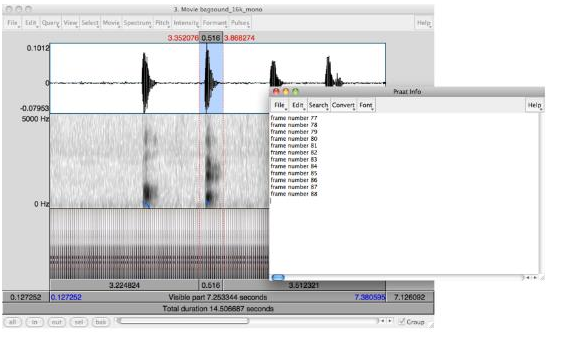 3. Movie bagsound_16k_mono
File Edit Query View Select Movie Spectrum Pitch Intensity Formant Pulses Help
3.352076 0.516 3.868274
0.1012
0
-0.07953
5000 Hz
0 Hz
Praat Info
File Edit Search Convert Font Help
frame number 77
frame number 78
frame number 79
frame number 80
frame number 81
frame number 82
frame number 83
frame number 84
frame number 85
frame number 86
frame number 87
frame number 88
3.224824 0.516 3.512321
0.127252 0.127252 Visible part 7.253344 seconds 7.380595 7.126092
Total duration 14.506687 seconds
all in out sel bak Group